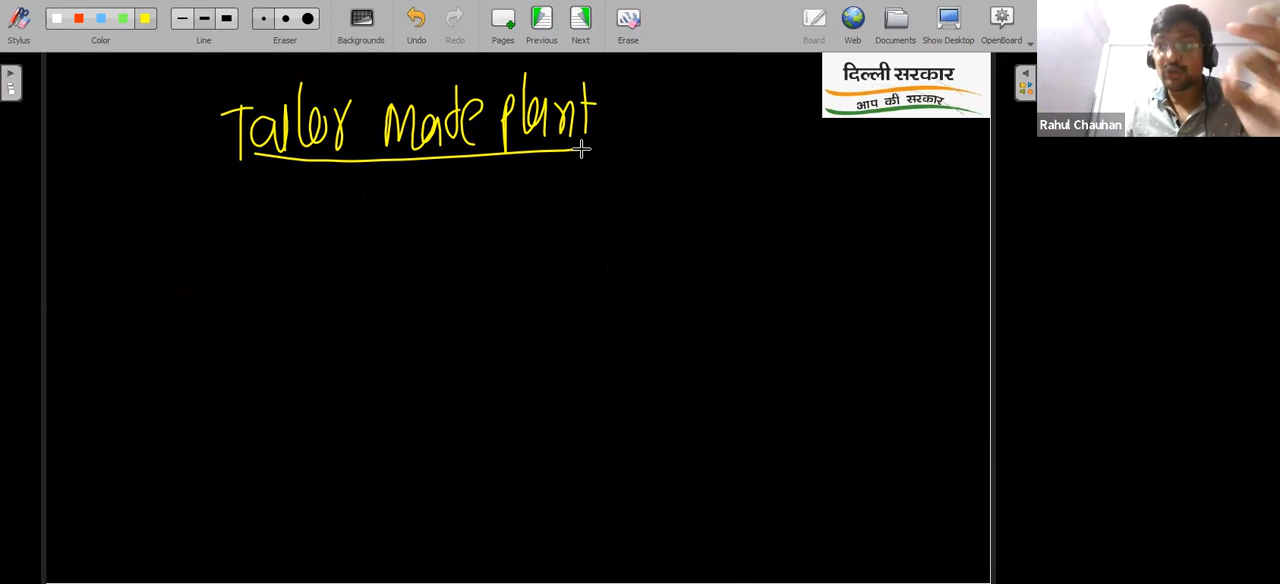 Stylus
Color
Line
Eraser
Backgrounds
Undo
Redo
Pages
Previous
Next
Erase
Board
Web
Documents
Show Desktop
OpenBoard
Tailor Made plant
दिल्ली सरकार
आप की सरकार
Rahul Chauhan